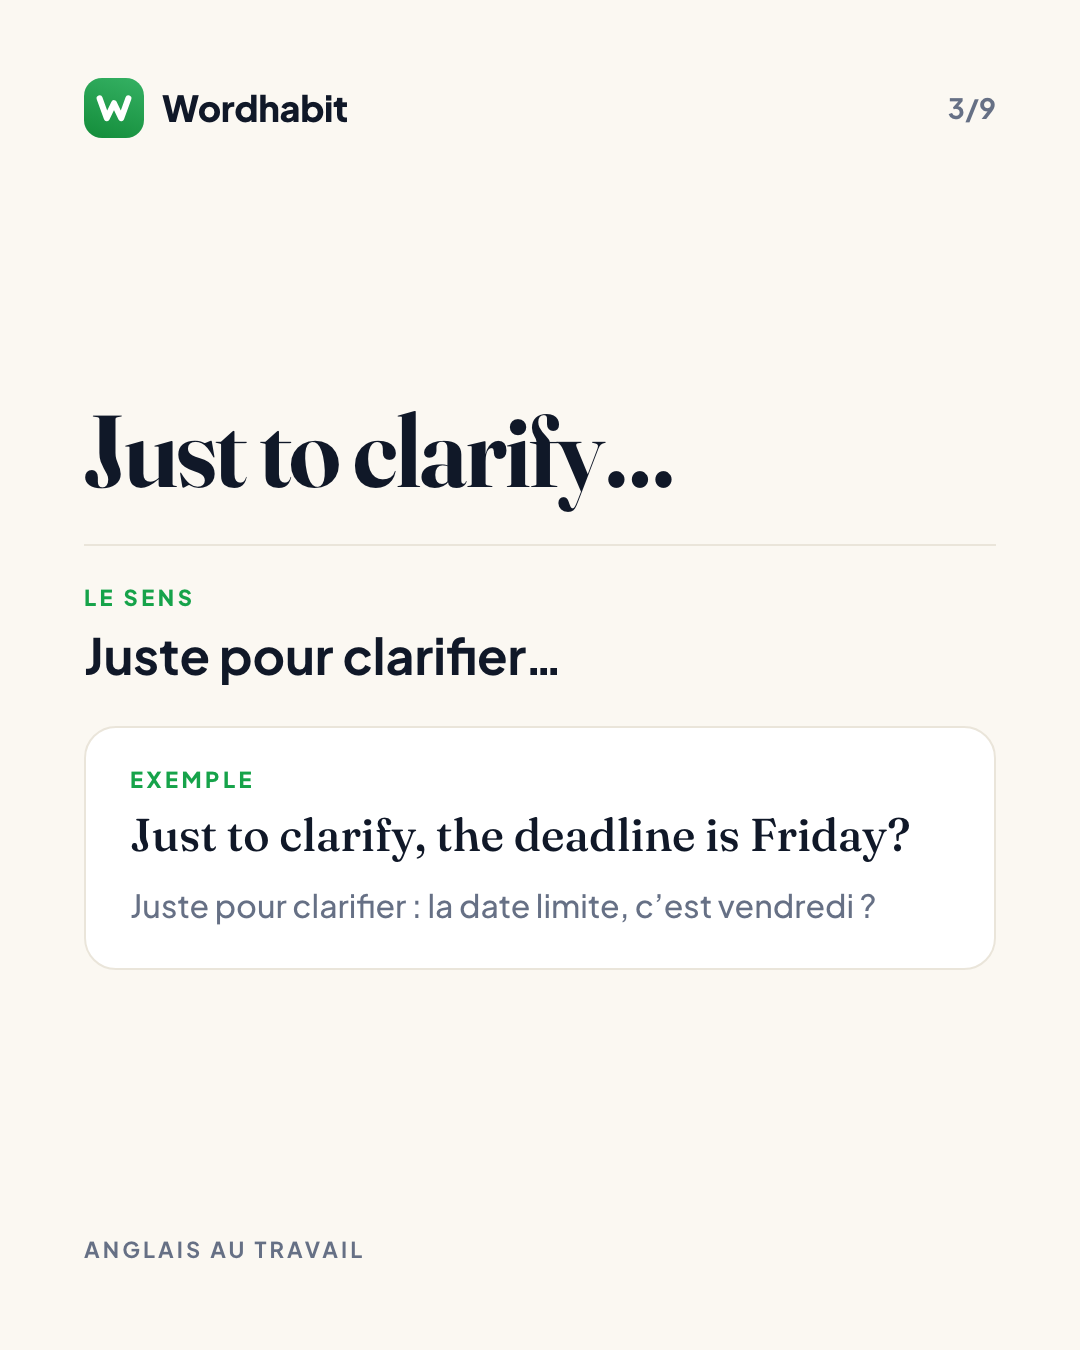 W Wordhabit
3/9
Just to clarify...
LE SENS
Juste pour clarifier…
EXEMPLE
Just to clarify, the deadline is Friday?
Juste pour clarifier : la date limite, c’est vendredi ?
ANGLAIS AU TRAVAIL